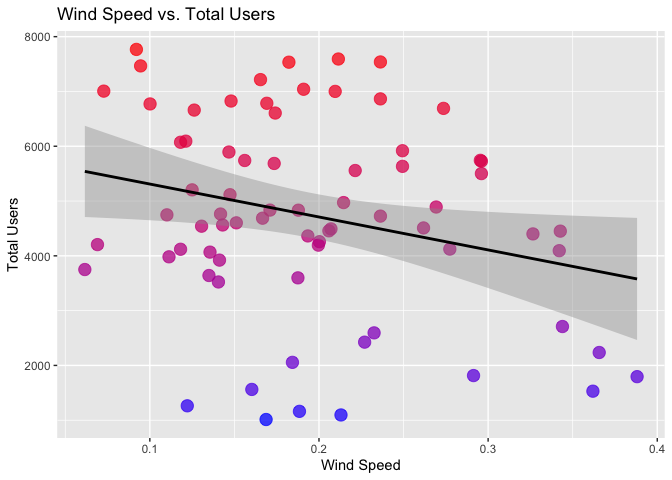 Wind Speed vs. Total Users
8000
6000
4000
2000
Total Users
0.1 0.2 0.3 0.4
Wind Speed